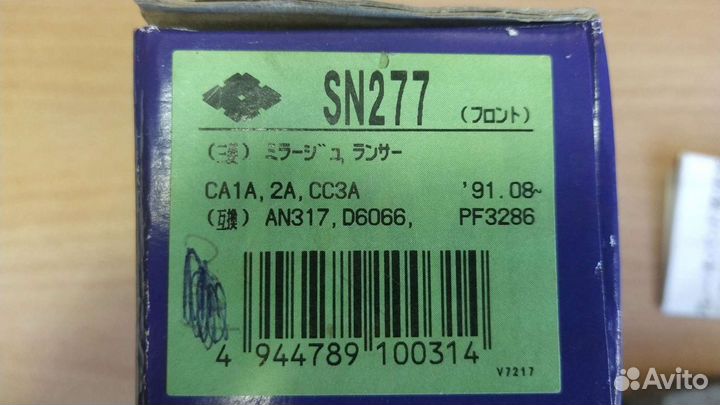 SN277 (フロント)
(三菱) ミラージュ, ランサー
CA1A, 2A, CC3A '91.08~
(互換) AN317, D6066, PF3286
4 944789 100314
V7217
Avito